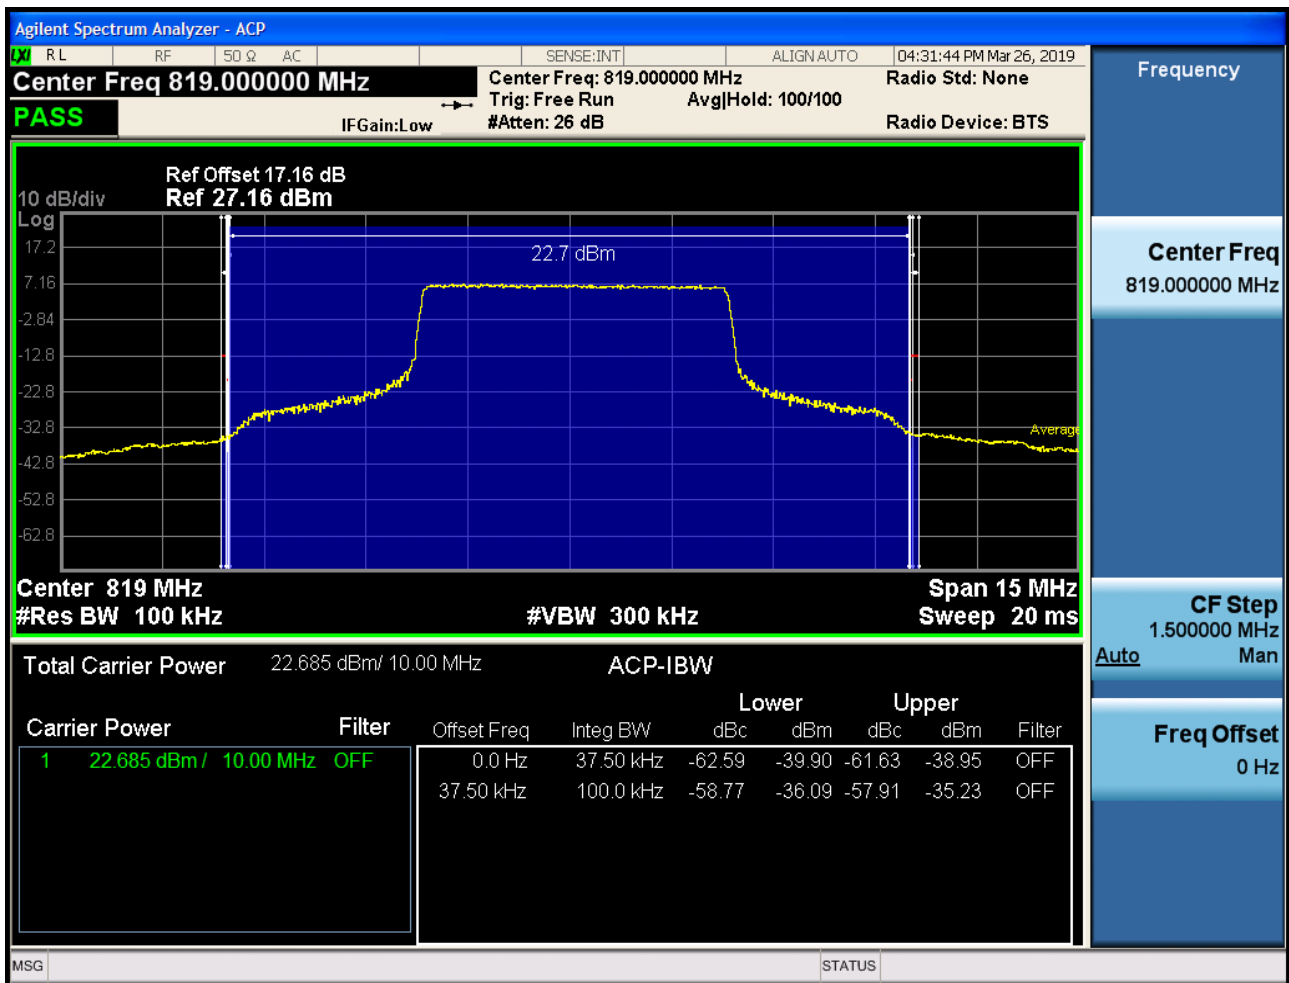 Agilent Spectrum Analyzer - ACP
LXI RL RF 50 Ω AC SENSE:INT ALIGN AUTO 04:31:44 PM Mar 26, 2019
Center Freq 819.000000 MHz
Center Freq: 819.000000 MHz Radio Std: None
Trig: Free Run Avg|Hold: 100/100
PASS
IFGain:Low #Atten: 26 dB Radio Device: BTS
Ref Offset 17.16 dB
10 dB/div Ref 27.16 dBm
Log
17.2
22.7 dBm
7.16
-2.84
-12.8
-22.8
-32.8
Average
-42.8
-52.8
-62.8
Center 819 MHz Span 15 MHz
#Res BW 100 kHz #VBW 300 kHz Sweep 20 ms
Total Carrier Power 22.685 dBm/ 10.00 MHz ACP-IBW
Lower Upper
Carrier Power Filter Offset Freq Integ BW dBc dBm dBc dBm Filter
1 22.685 dBm / 10.00 MHz OFF 0.0 Hz 37.50 kHz -62.59 -39.90 -61.63 -38.95 OFF
37.50 kHz 100.0 kHz -58.77 -36.09 -57.91 -35.23 OFF
MSG STATUS
Frequency
Center Freq
819.000000 MHz
CF Step
1.500000 MHz
Auto Man
Freq Offset
0 Hz